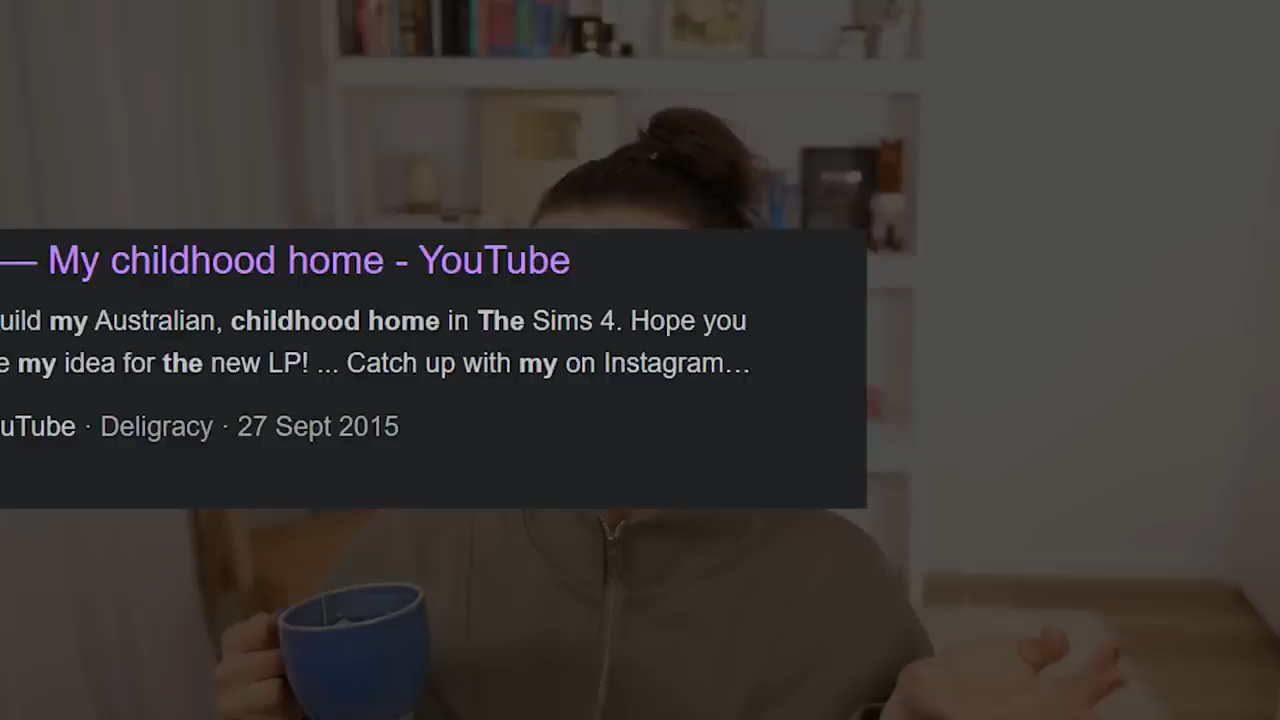 — My childhood home - YouTube
uild my Australian, childhood home in The Sims 4. Hope you
e my idea for the new LP! ... Catch up with my on Instagram...
uTube · Deligracy · 27 Sept 2015